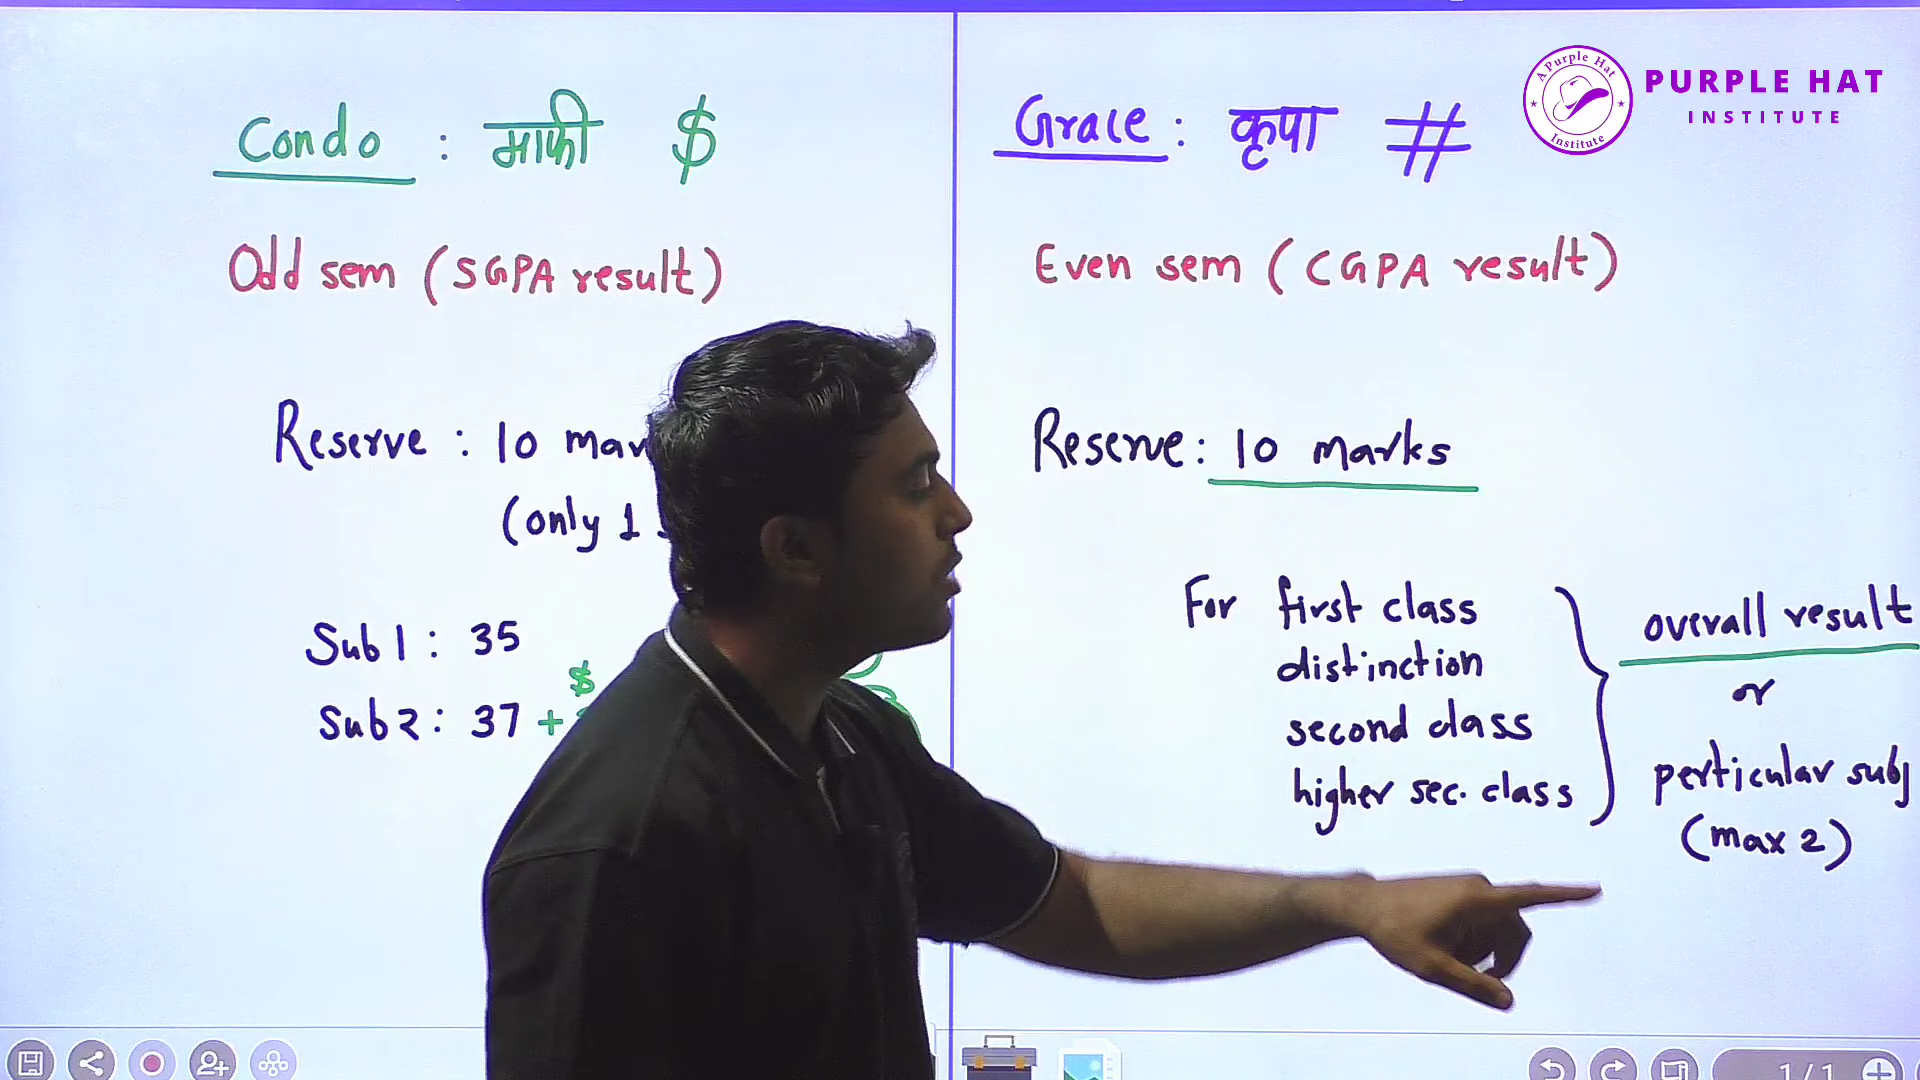 Condo : माफी $
Odd sem (SGPA result)
Reserve : 10
(only 1
Sub 1 : 35
$
Sub 2 : 37 +
Grace : कृपा #
A Purple Hat
Institute
PURPLE HAT
INSTITUTE
Even sem (CGPA result)
Reserve : 10 marks
For first class
distinction
second class
higher sec. class
overall result
or
perticular subj
(max 2)
1/1